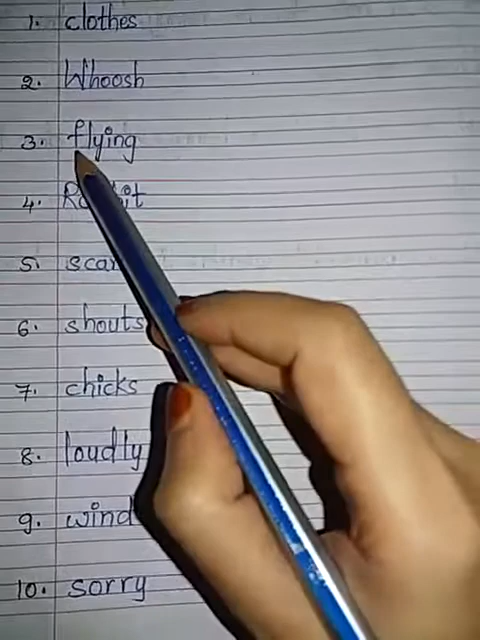 1. clothes
2. Whoosh
3. flying
4.
5.
6. shouts
7. chicks
8. loudly
9. wind
10. sorry